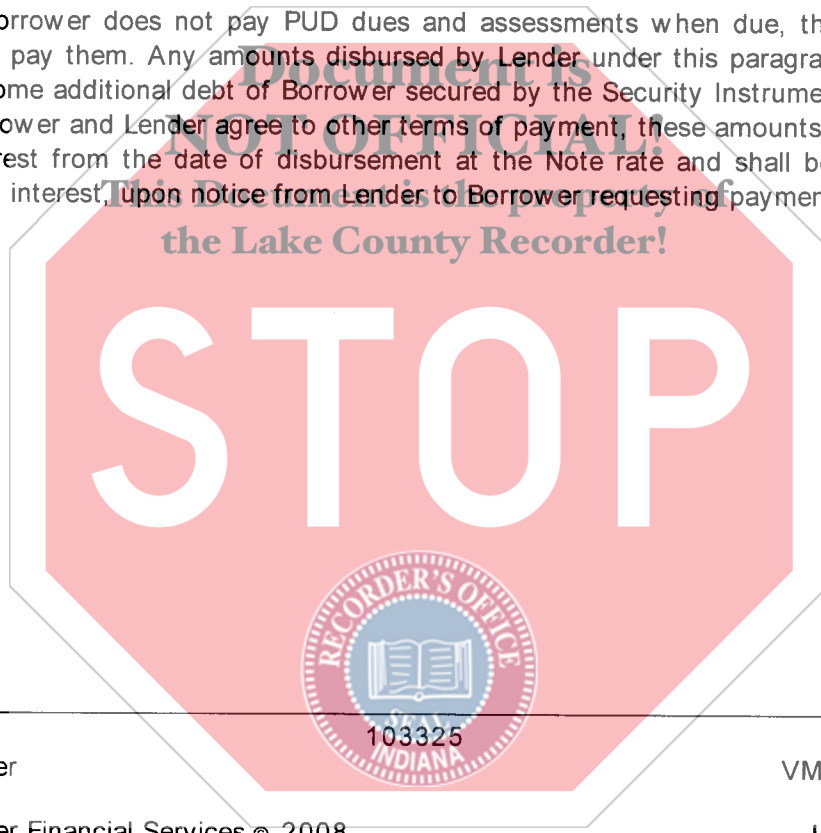 orrower does not pay PUD dues and assessments when due, th
pay them. Any amounts disbursed by Lender under this paragra
ome additional debt of Borrower secured by the Security Instrume
ower and Lender agree to other terms of payment, these amounts
rest from the date of disbursement at the Note rate and shall b
interest, upon notice from Lender to Borrower requesting paymen
Document is
NOT OFFICIAL!
This Document is the property of
the Lake County Recorder!
STOP
RECORDER'S OFFICE
SEAL
INDIANA
103325
er
VM
er Financial Services © 2008